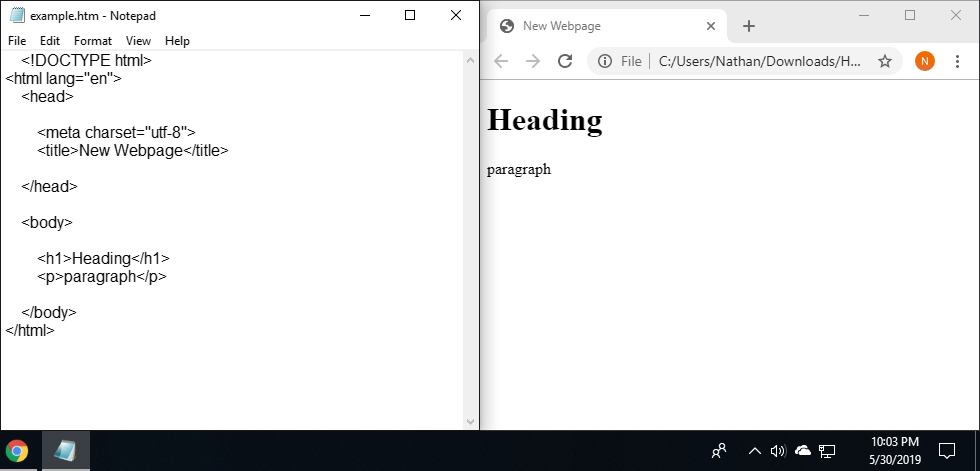 example.htm - Notepad
File Edit Format View Help
<!DOCTYPE html>
<html lang="en">
<head>
<meta charset="utf-8">
<title>New Webpage</title>
</head>
<body>
<h1>Heading</h1>
<p>paragraph</p>
</body>
</html>
New Webpage
File C:/Users/Nathan/Downloads/H... N
Heading
paragraph
10:03 PM
5/30/2019